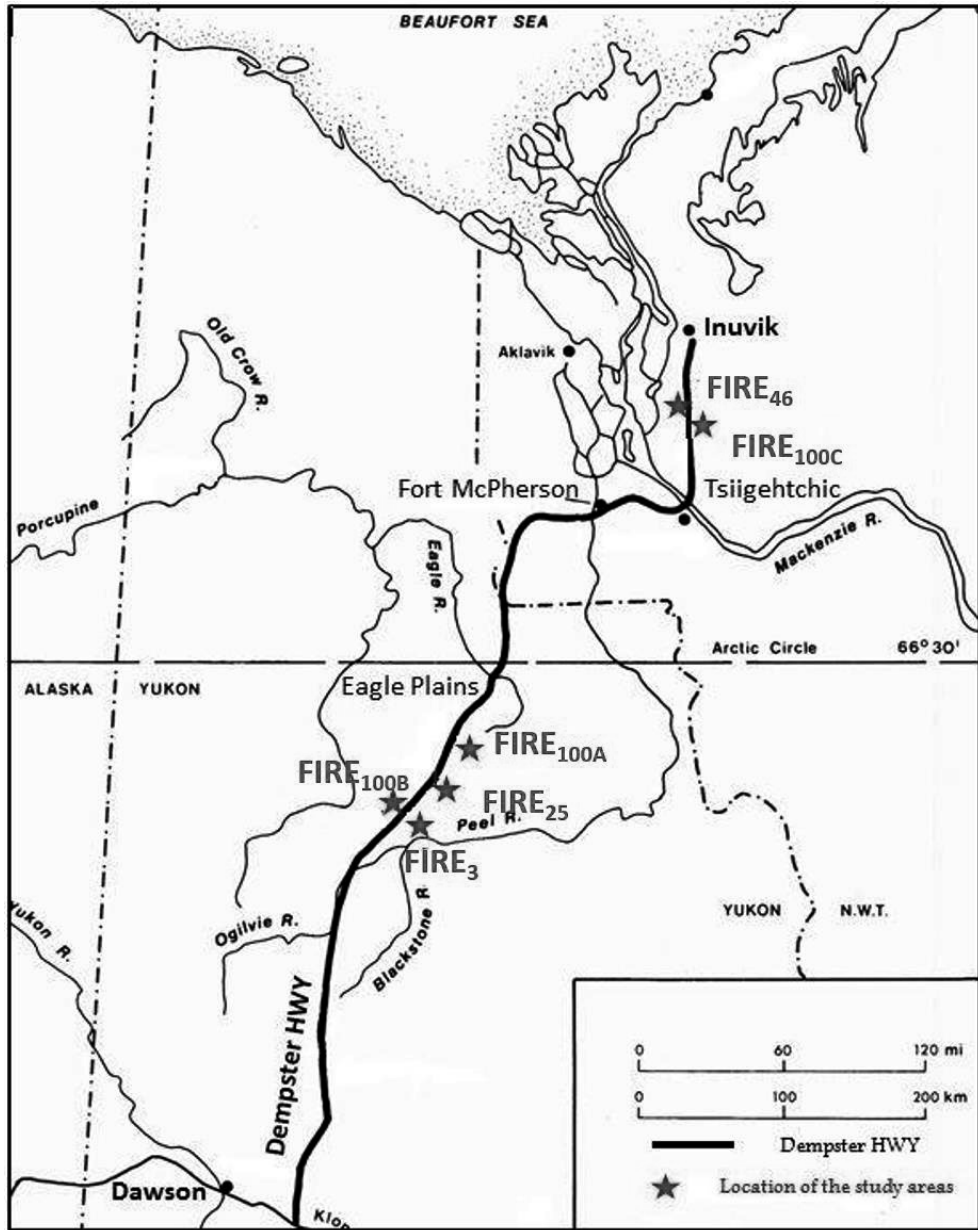 BEAUFORT SEA
Inuvik
Aklavik
Old Crow R.
FIRE46
FIRE100C
Fort McPherson
Tsiigehtchic
Porcupine
Eagle R.
Mackenzie R.
Arctic Circle 66° 30'
ALASKA YUKON
Eagle Plains
FIRE100A
FIRE100B
FIRE25
Peel R.
FIRE3
Yukon R.
Ogilvie R.
Blackstone R.
YUKON N.W.T.
Dempster HWY
Dawson
Klon
0 60 120 mi
0 100 200 km
Dempster HWY
Location of the study areas